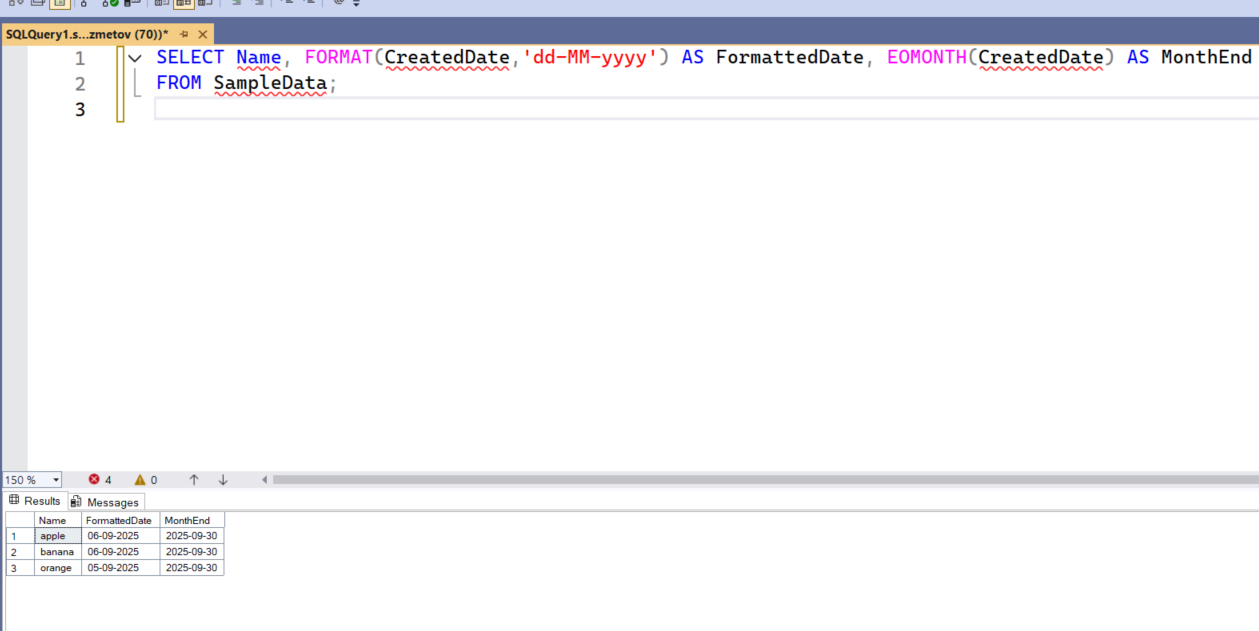 SQLQuery1.s...zmetov (70))*
1 SELECT Name, FORMAT(CreatedDate,'dd-MM-yyyy') AS FormattedDate, EOMONTH(CreatedDate) AS MonthEnd
2 FROM SampleData;
3
150 % 4 0
Results Messages
Name FormattedDate MonthEnd
1 apple 06-09-2025 2025-09-30
2 banana 06-09-2025 2025-09-30
3 orange 05-09-2025 2025-09-30